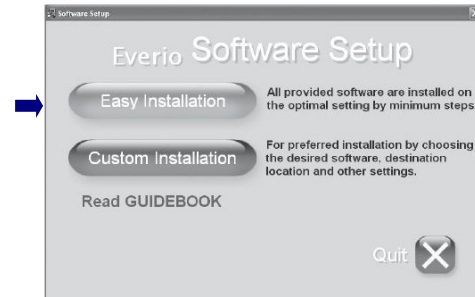 Software Setup
Everio Software Setup
Easy Installation
All provided software are installed on
the optimal setting by minimum steps
Custom Installation
For preferred installation by choosing
the desired software, destination
location and other settings.
Read GUIDEBOOK
Quit